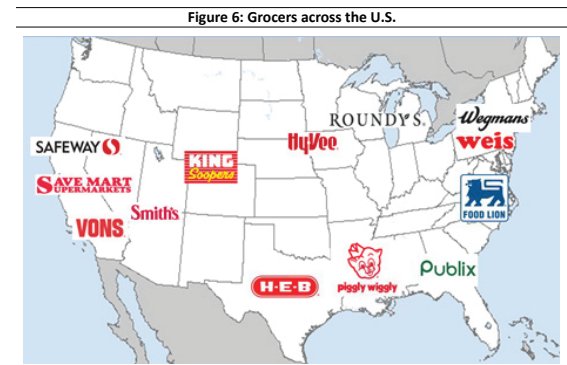 Figure 6: Grocers across the U.S.
ROUNDY'S.
Wegmans
weis
SAFEWAY
HyVee
KING
Soopers
SAVE MART
SUPERMARKETS
FOOD LION
Smith's
VONS
Publix
H-E-B
piggly wiggly